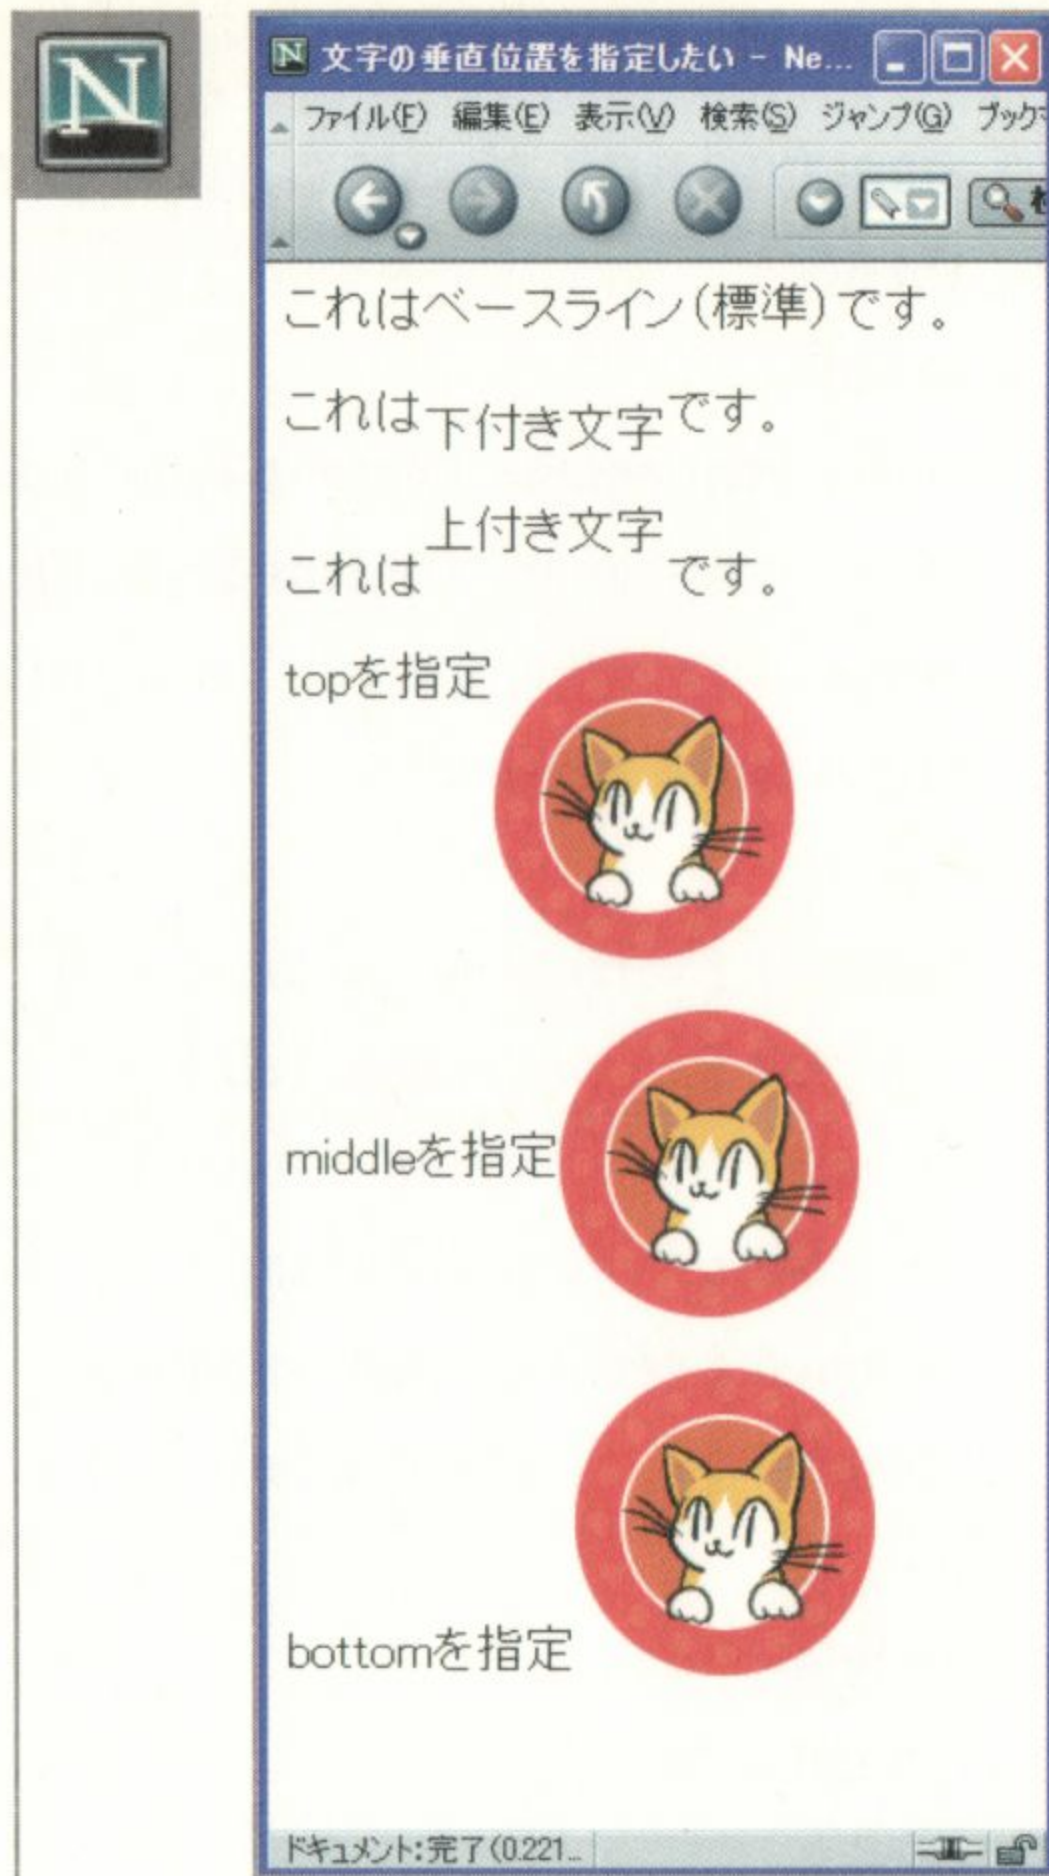 N
N 文字の垂直位置を指定したい - Ne...
ファイル(F) 編集(E) 表示(V) 検索(S) ジャンプ(G) ブック
これはベースライン(標準)です。
これは下付き文字です。
これは上付き文字です。
topを指定
middleを指定
bottomを指定
ドキュメント:完了(0.221...